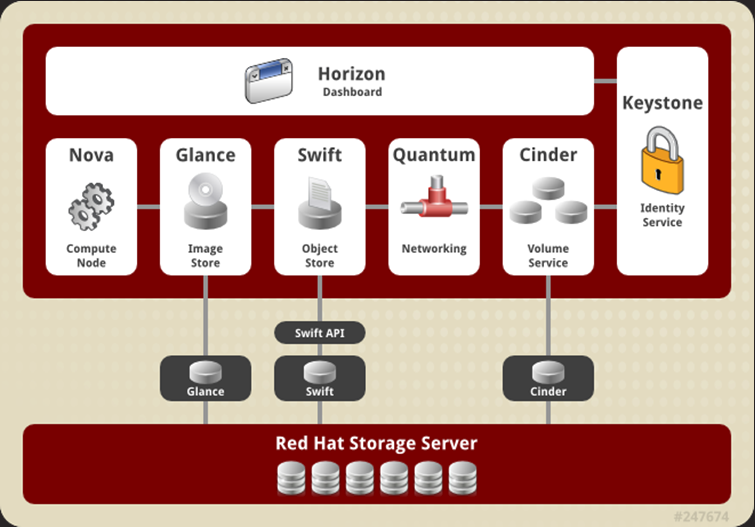 Horizon
Dashboard
Keystone
Identity
Service
Nova
Compute
Node
Glance
Image
Store
Swift
Object
Store
Quantum
Networking
Cinder
Volume
Service
Swift API
Glance
Swift
Cinder
Red Hat Storage Server
#247674